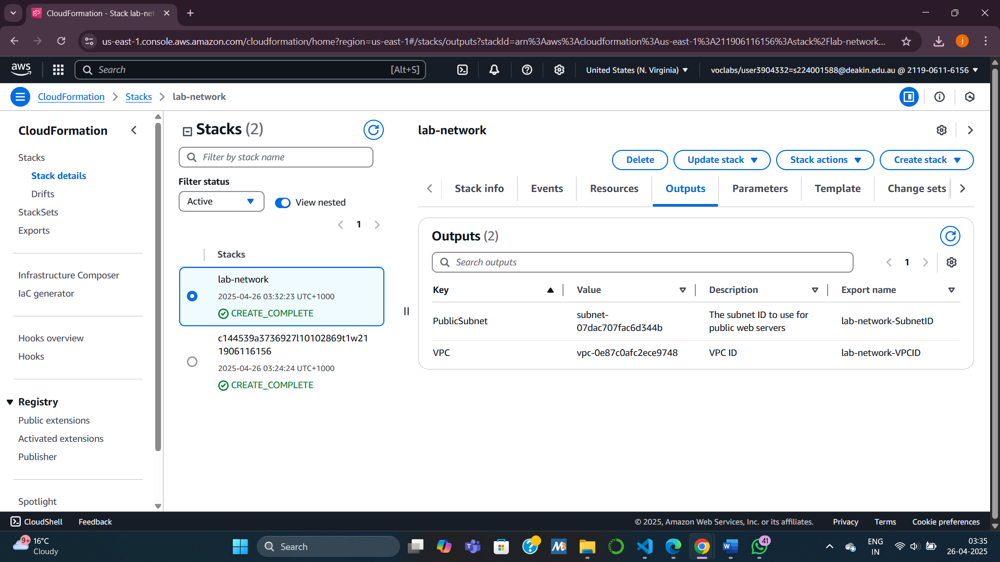 CloudFormation - Stack lab-net
us-east-1.console.aws.amazon.com/cloudformation/home?region=us-east-1#/stacks/outputs?stackId=arn%3Aaws%3Acloudformation%3Aus-east-1%3A211906116156%3Astack%2Flab-network...
j
aws
Search
[Alt+S]
United States (N. Virginia)
voclabs/user3904332=s224001588@deakin.edu.au @ 2119-0611-6156
CloudFormation
Stacks
lab-network
CloudFormation
Stacks
Stack details
Drifts
StackSets
Exports
Infrastructure Composer
IaC generator
Hooks overview
Hooks
Registry
Public extensions
Activated extensions
Publisher
Spotlight
Stacks (2)
Filter by stack name
Filter status
Active
View nested
1
Stacks
lab-network
2025-04-26 03:32:23 UTC+1000
CREATE_COMPLETE
c144539a3736927l10102869t1w21
1906116156
2025-04-26 03:24:24 UTC+1000
CREATE_COMPLETE
lab-network
Delete
Update stack
Stack actions
Create stack
Stack info
Events
Resources
Outputs
Parameters
Template
Change sets
Outputs (2)
Search outputs
1
Key
Value
Description
Export name
PublicSubnet
subnet-
07dac707fac6d344b
The subnet ID to use for
public web servers
lab-network-SubnetID
VPC
vpc-0e87c0afc2ece9748
VPC ID
lab-network-VPCID
CloudShell
Feedback
© 2025, Amazon Web Services, Inc. or its affiliates.
Privacy
Terms
Cookie preferences
9+
16°C
Cloudy
Search
41
ENG
IN
03:35
26-04-2025